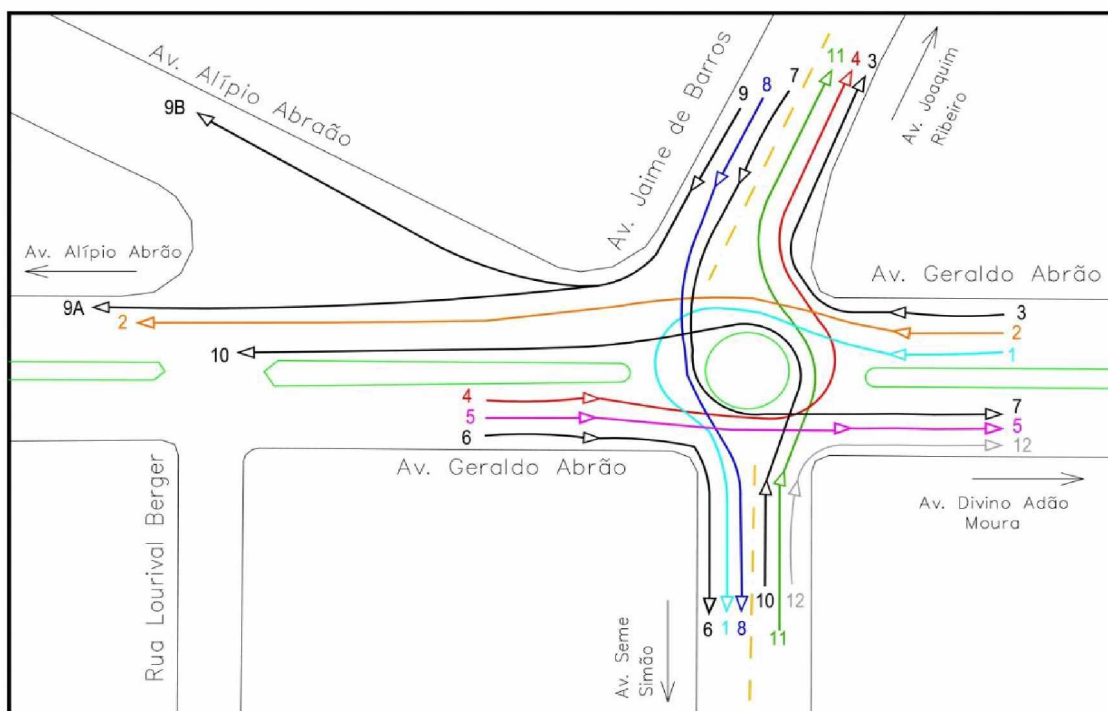 Av. Alípio Abraão
Av. Jaime de Barros
Av. Joaquim
Ribeiro
11
4
3
7
8
9
9B
Av. Alípio Abrão
Av. Geraldo Abrão
9A
2
3
2
1
10
4
5
6
7
5
12
Av. Geraldo Abrão
Av. Divino Adão
Moura
Rua Lourival Berger
Av. Seme
Simão
6
1
8
10
12
11